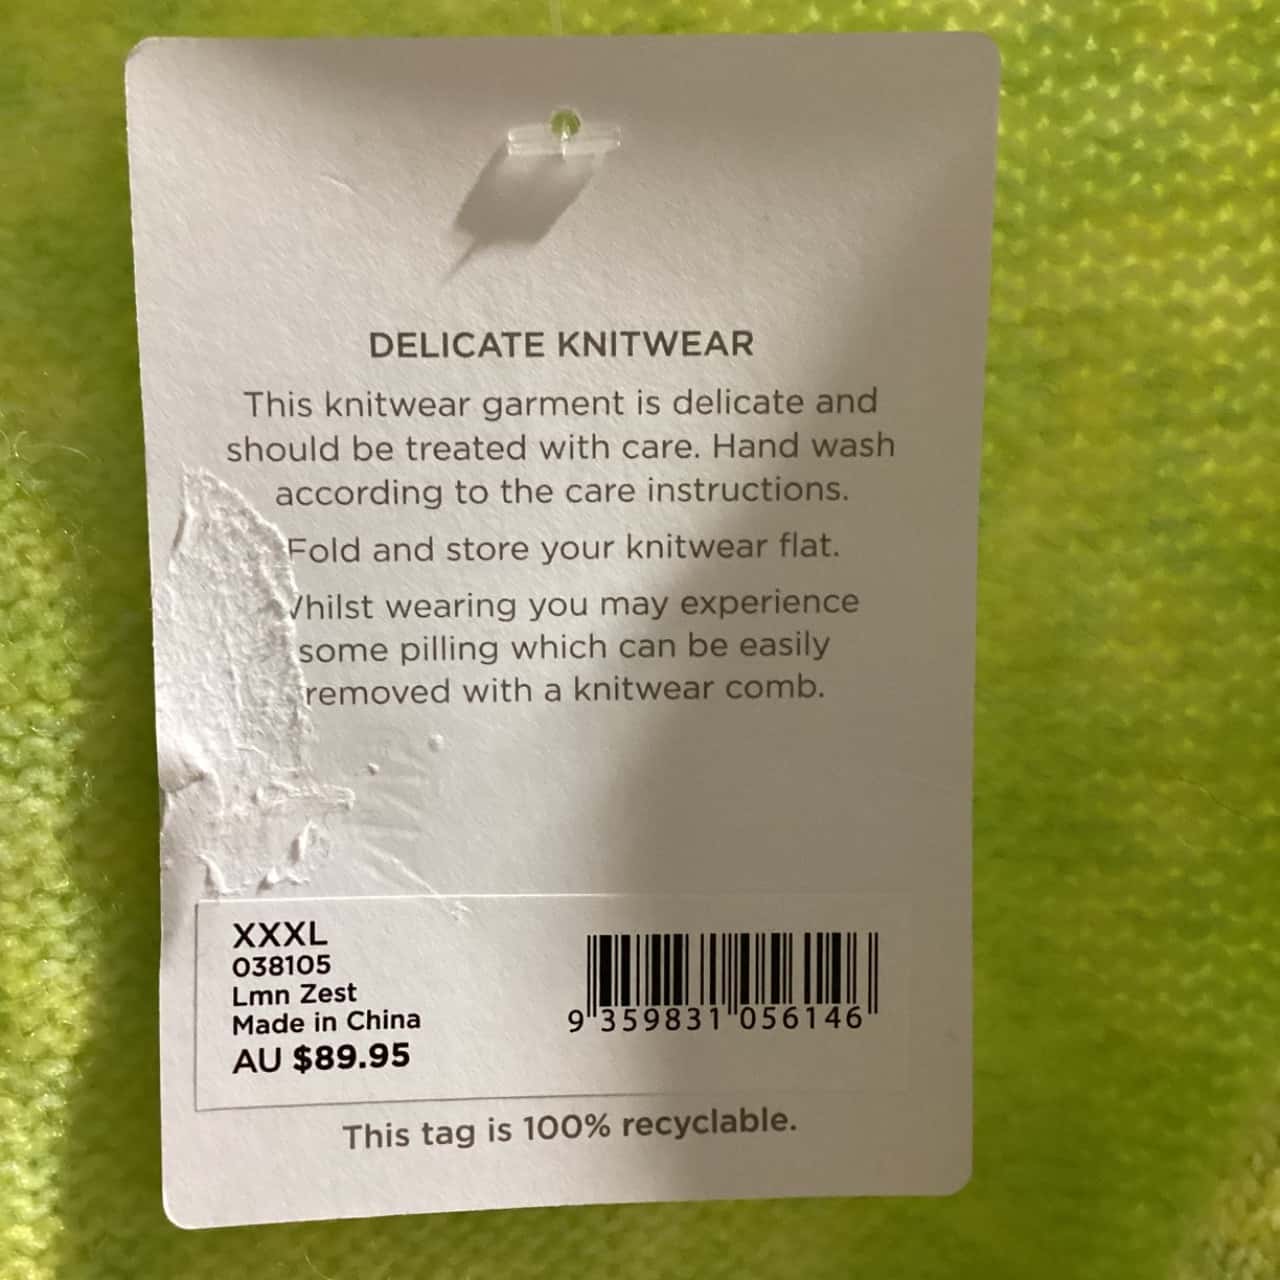 DELICATE KNITWEAR
This knitwear garment is delicate and
should be treated with care. Hand wash
according to the care instructions.
Fold and store your knitwear flat.
Whilst wearing you may experience
some pilling which can be easily
removed with a knitwear comb.
XXXL
038105
Lmn Zest
Made in China
AU $89.95
9 359831 056146
This tag is 100% recyclable.